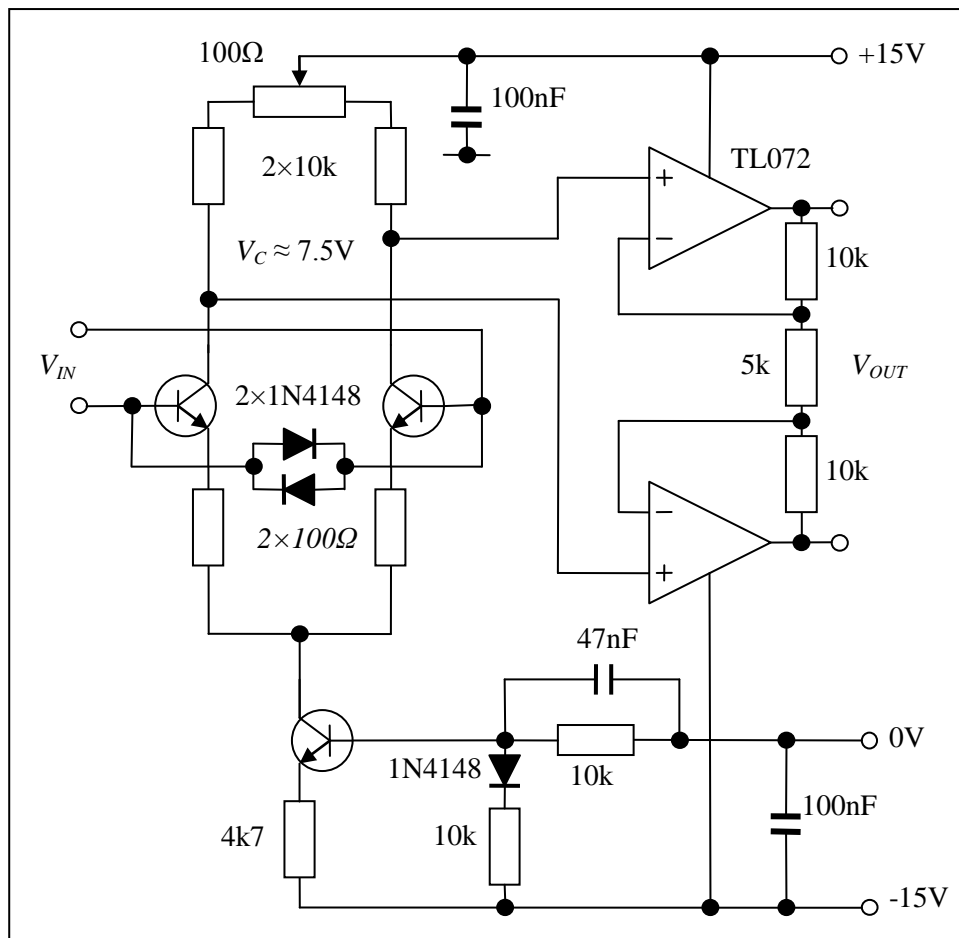 100Ω
+15V
100nF
TL072
2×10k
+
−
10k
V_C ≈ 7.5V
V_IN
2×1N4148
5k
V_OUT
10k
−
2×100Ω
+
47nF
0V
1N4148
10k
100nF
4k7
10k
-15V